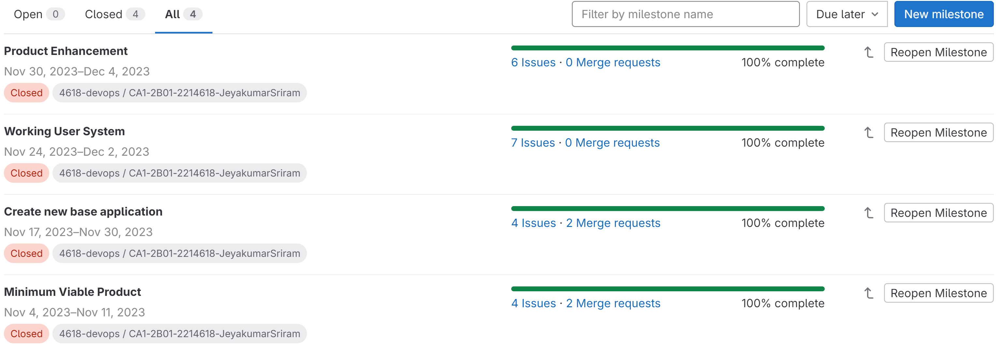 Open 0 Closed 4 All 4 Filter by milestone name Due later New milestone
Product Enhancement
Nov 30, 2023–Dec 4, 2023
Closed 4618-devops / CA1-2B01-2214618-JeyakumarSriram
6 Issues · 0 Merge requests 100% complete
Reopen Milestone
Working User System
Nov 24, 2023–Dec 2, 2023
Closed 4618-devops / CA1-2B01-2214618-JeyakumarSriram
7 Issues · 0 Merge requests 100% complete
Reopen Milestone
Create new base application
Nov 17, 2023–Nov 30, 2023
Closed 4618-devops / CA1-2B01-2214618-JeyakumarSriram
4 Issues · 2 Merge requests 100% complete
Reopen Milestone
Minimum Viable Product
Nov 4, 2023–Nov 11, 2023
Closed 4618-devops / CA1-2B01-2214618-JeyakumarSriram
4 Issues · 2 Merge requests 100% complete
Reopen Milestone